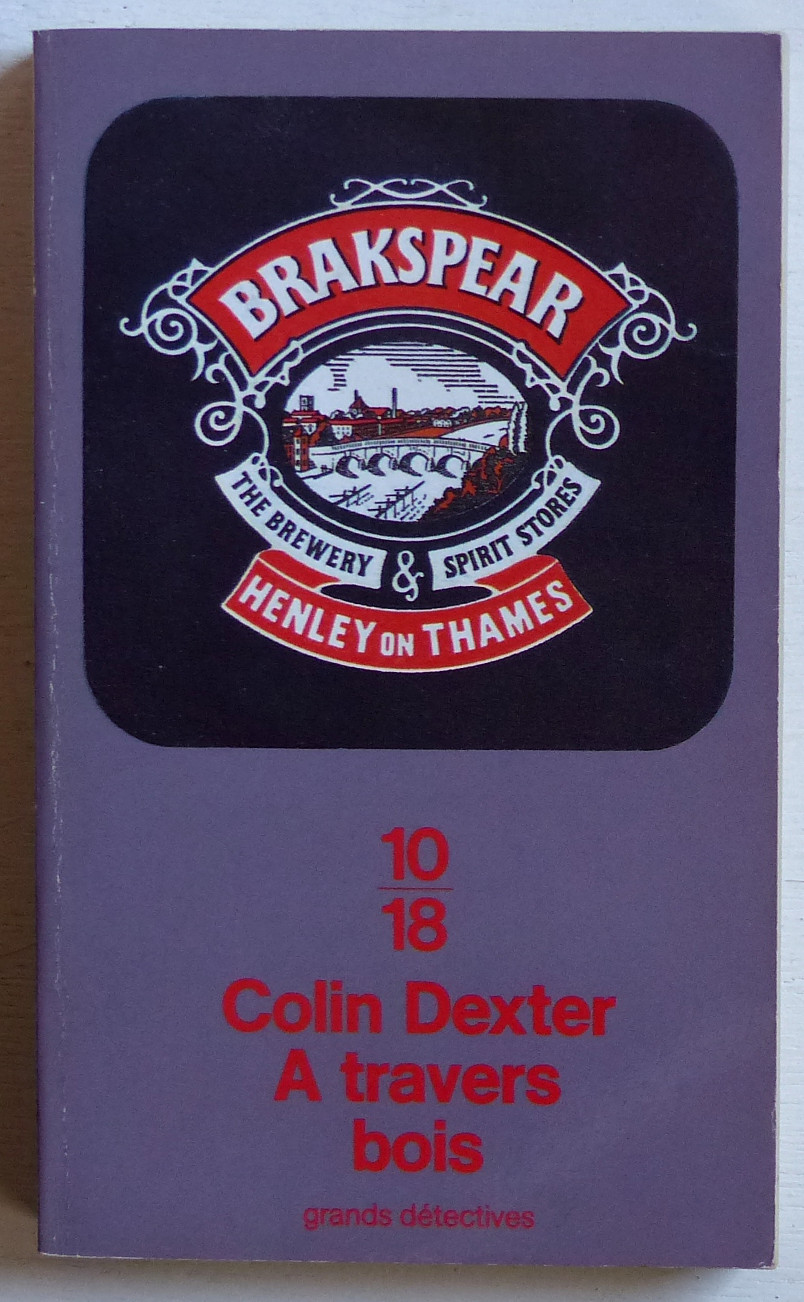 BRAKSPEAR
THE BREWERY & SPIRIT STORES
HENLEY ON THAMES
10
18
Colin Dexter
A travers
bois
grands détectives